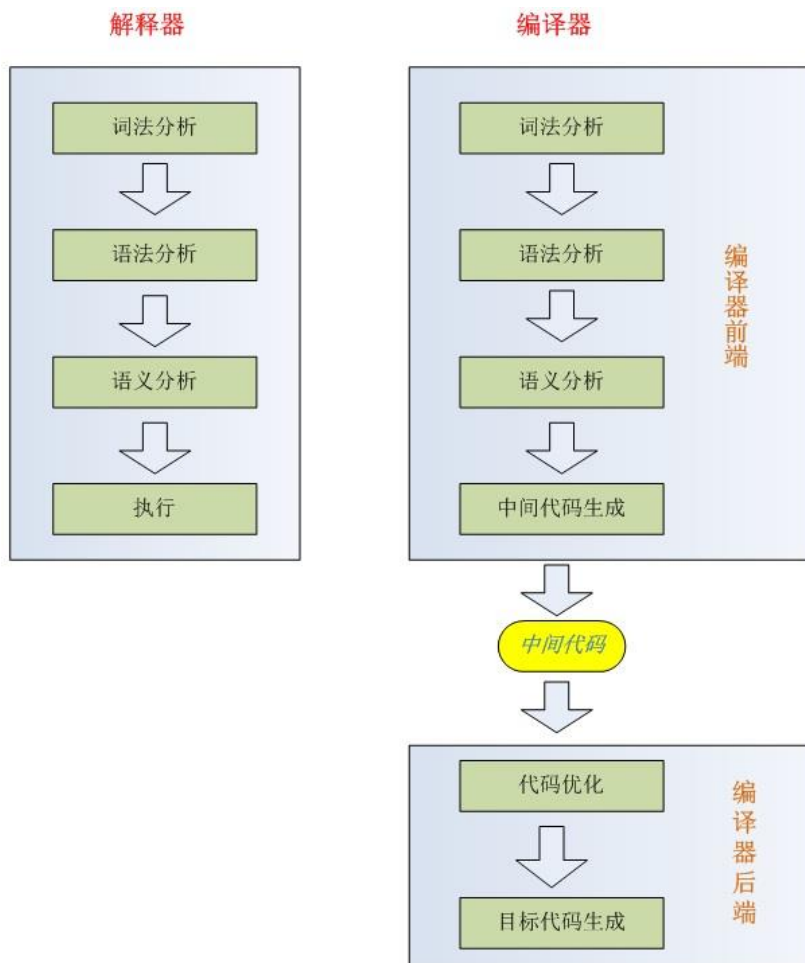 解释器
词法分析
语法分析
语义分析
执行
编译器
词法分析
语法分析
语义分析
中间代码生成
编译器前端
中间代码
代码优化
目标代码生成
编译器后端